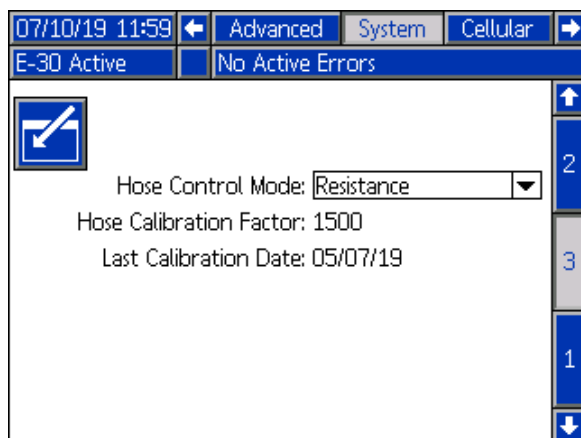 07/10/19 11:59 Advanced System Cellular
E-30 Active No Active Errors
2
Hose Control Mode: Resistance
Hose Calibration Factor: 1500
Last Calibration Date: 05/07/19
3
1